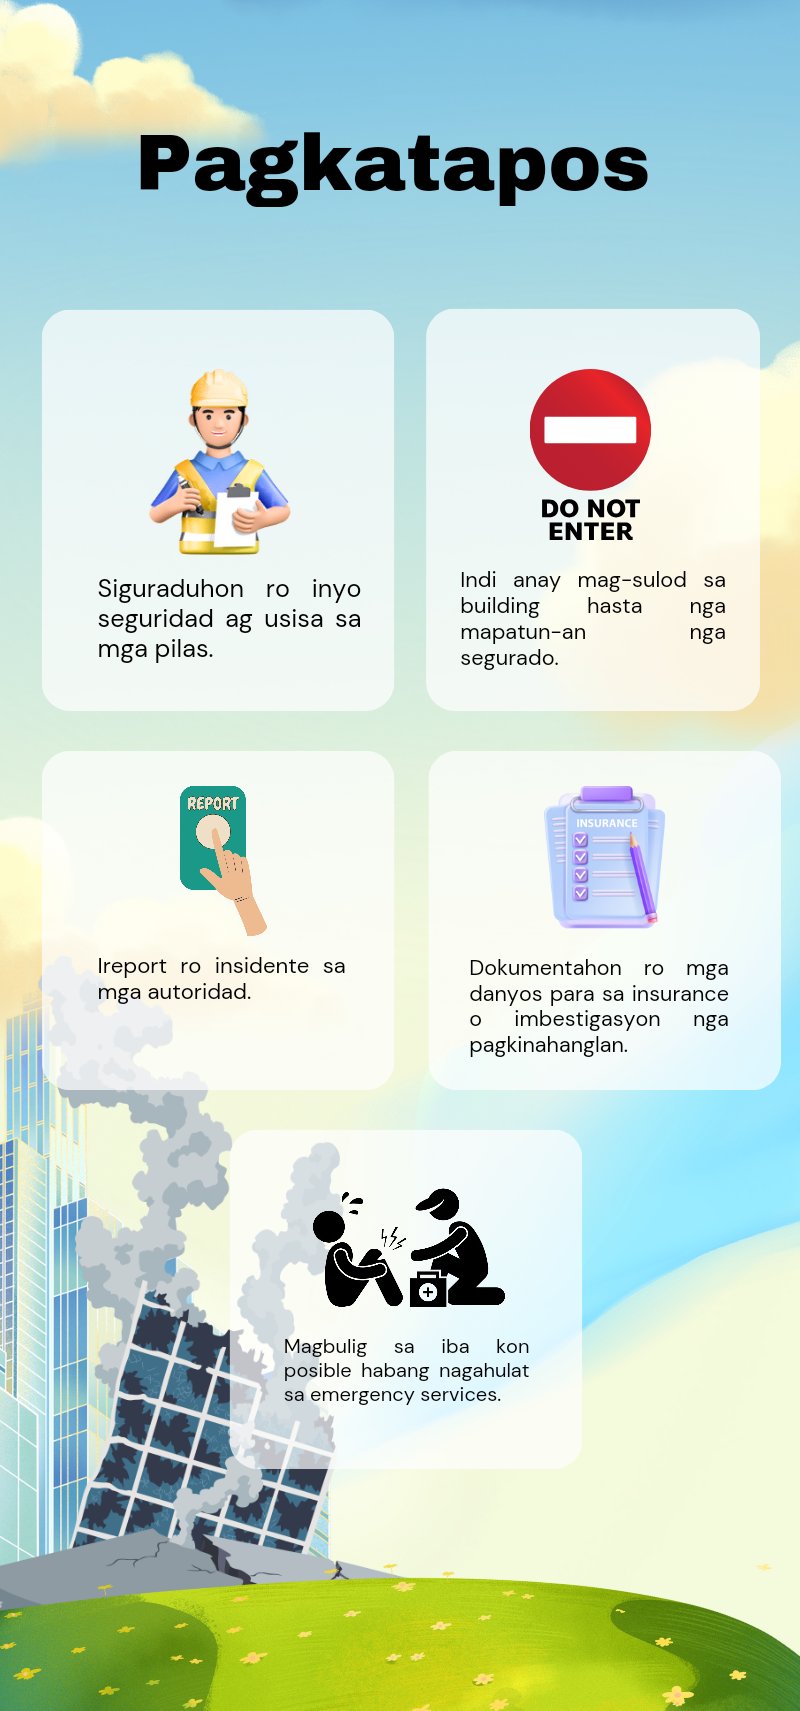 Pagkatapos
Siguraduhon ro inyo
seguridad ag usisa sa
mga pilas.
DO NOT
ENTER
Indi anay mag-sulod sa
building hasta nga
mapatun-an nga
segurado.
REPORT
Ireport ro insidente sa
mga autoridad.
INSURANCE
Dokumentahon ro mga
danyos para sa insurance
o imbestigasyon nga
pagkinahanglan.
Magbulig sa iba kon
posible habang nagahulat
sa emergency services.